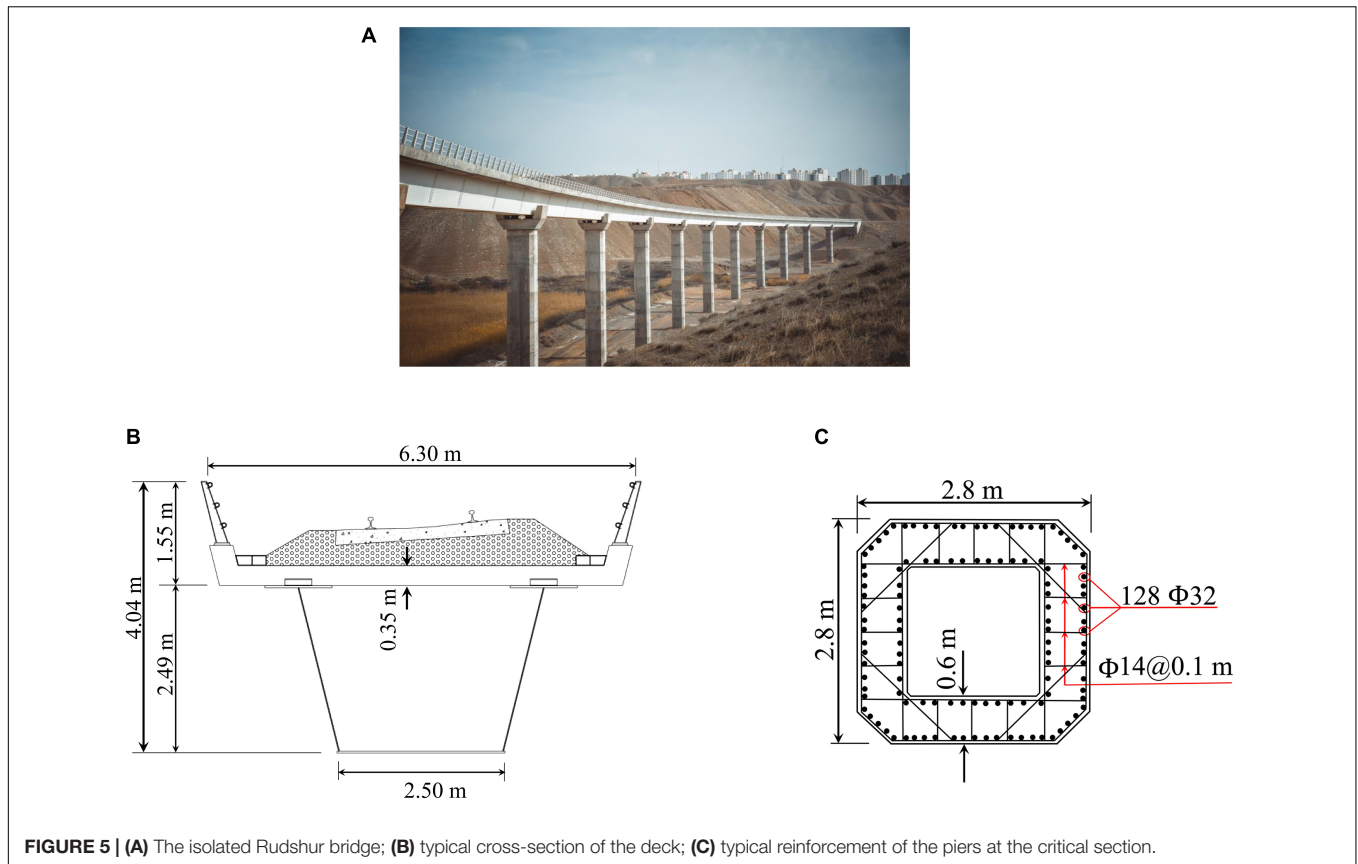 A
B
6.30 m
4.04 m
1.55 m
2.49 m
0.35 m
2.50 m
C
2.8 m
2.8 m
0.6 m
128 Φ32
Φ14@0.1 m
FIGURE 5 | (A) The isolated Rudshur bridge; (B) typical cross-section of the deck; (C) typical reinforcement of the piers at the critical section.